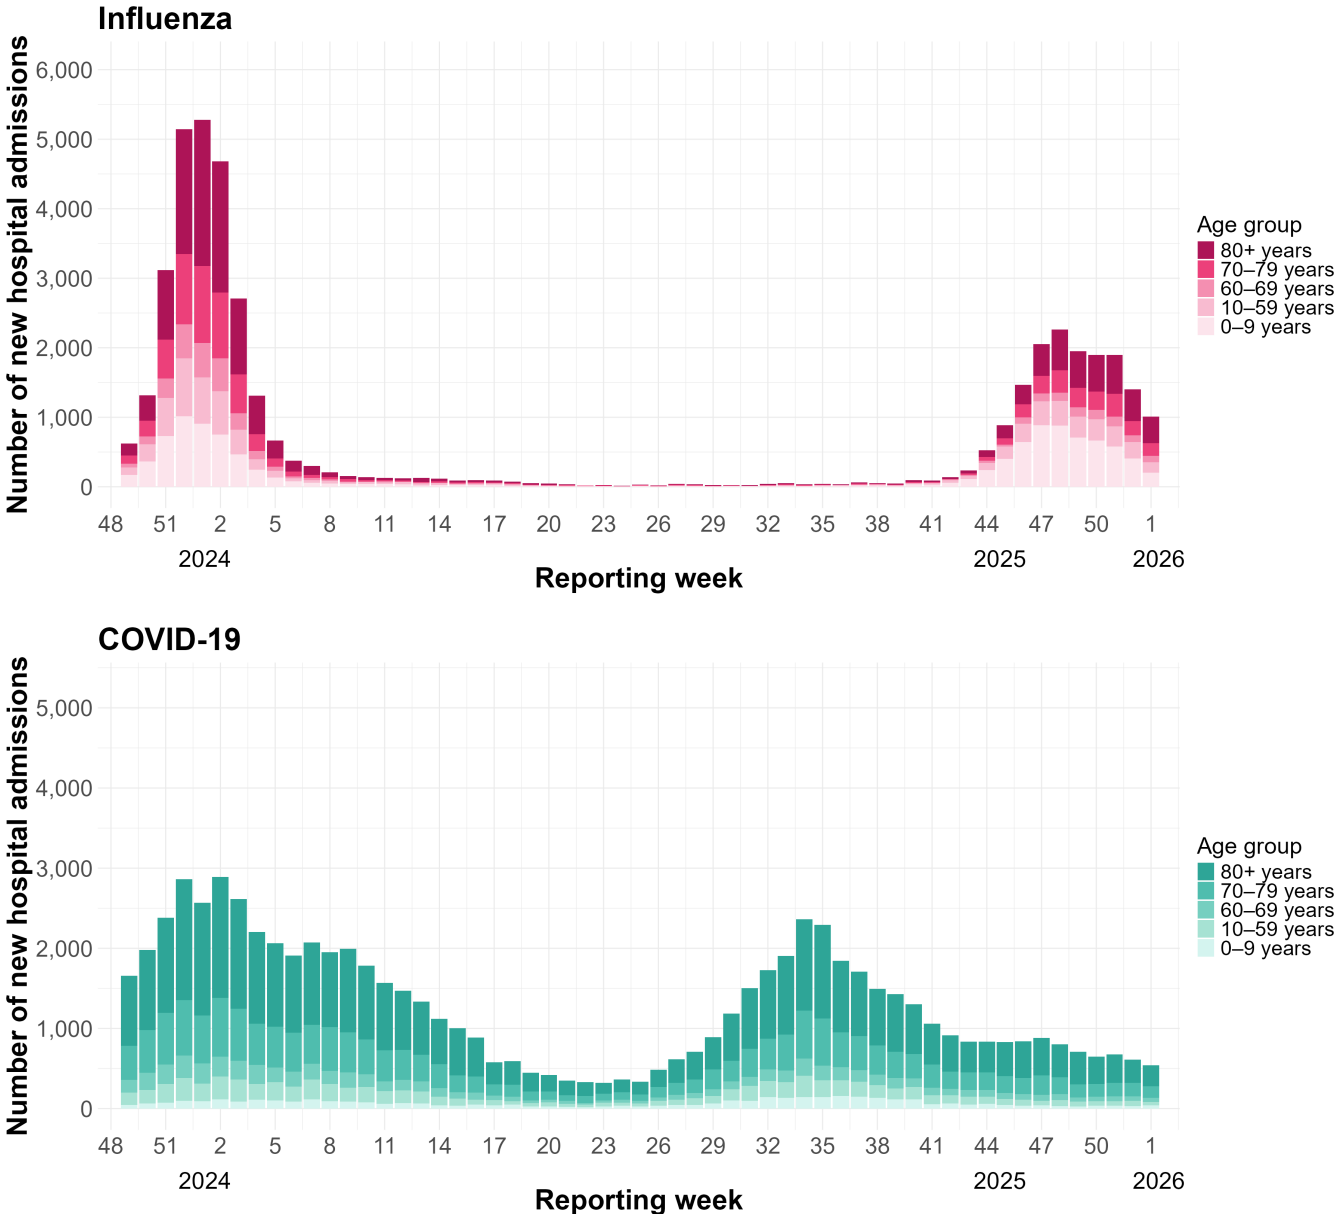 Influenza
Number of new hospital admissions
6,000
5,000
4,000
3,000
2,000
1,000
0
48 51 2 5 8 11 14 17 20 23 26 29 32 35 38 41 44 47 50 1
2024 2025 2026
Reporting week
Age group
80+ years
70–79 years
60–69 years
10–59 years
0–9 years
COVID-19
Number of new hospital admissions
5,000
4,000
3,000
2,000
1,000
0
48 51 2 5 8 11 14 17 20 23 26 29 32 35 38 41 44 47 50 1
2024 2025 2026
Reporting week
Age group
80+ years
70–79 years
60–69 years
10–59 years
0–9 years